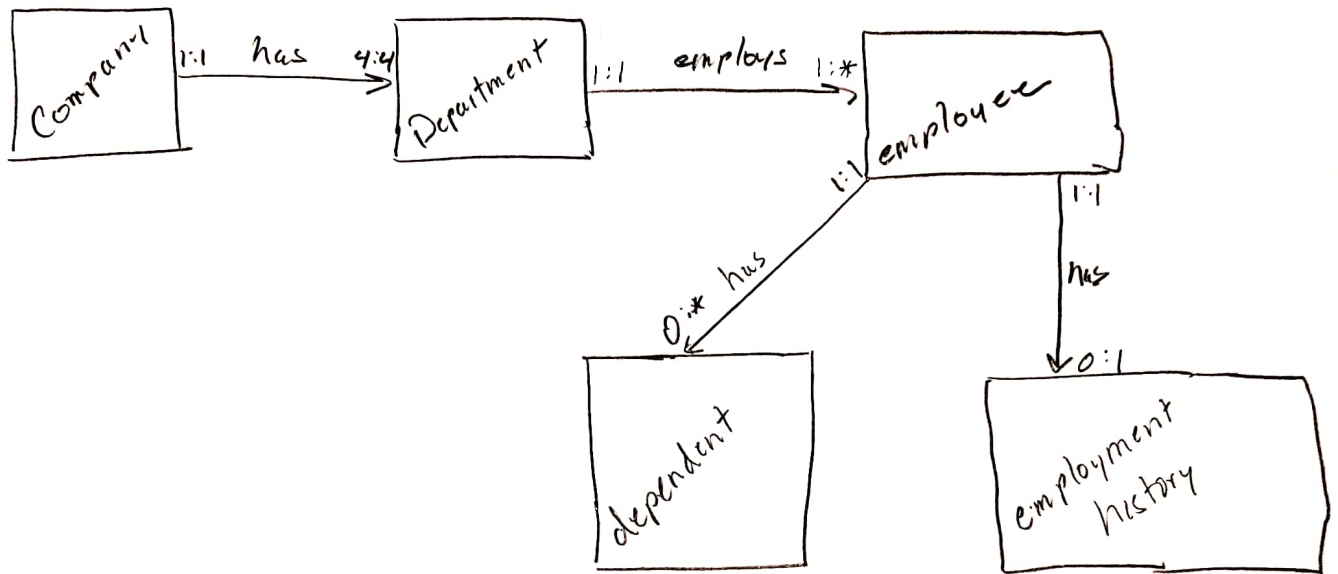 Company
1:1 has 4:4
Department
1:1 employs 1:*
employee
1:1
has
0:*
dependent
1:1
has
0:1
employment
history